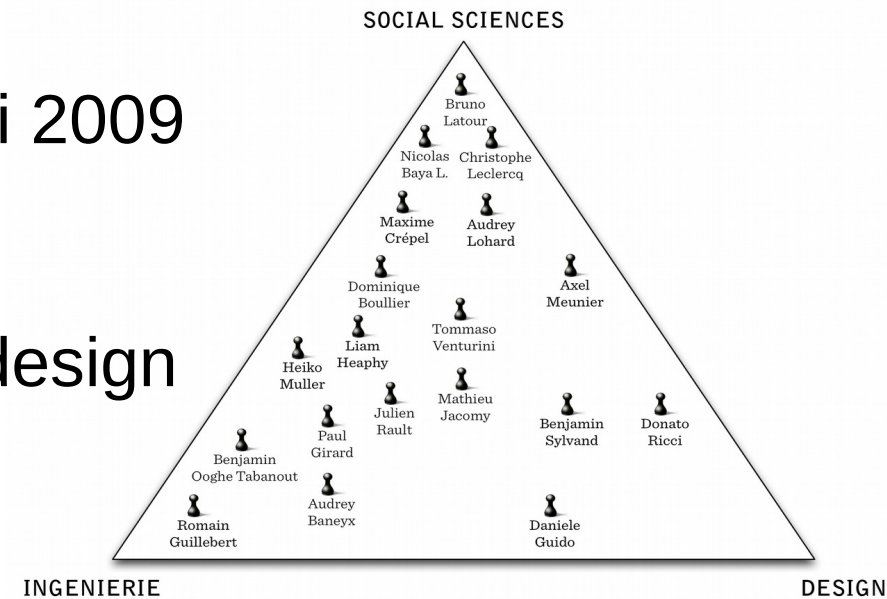 SOCIAL SCIENCES
i 2009
design
Bruno
Latour
Nicolas
Baya L.
Christophe
Leclercq
Maxime
Crépel
Audrey
Lohard
Dominique
Boullier
Axel
Meunier
Tommaso
Venturini
Liam
Heaphy
Heiko
Muller
Mathieu
Jacomy
Julien
Rault
Benjamin
Sylvand
Donato
Ricci
Paul
Girard
Benjamin
Ooghe Tabanout
Audrey
Baneyx
Romain
Guillebert
Daniele
Guido
INGENIERIE
DESIGN